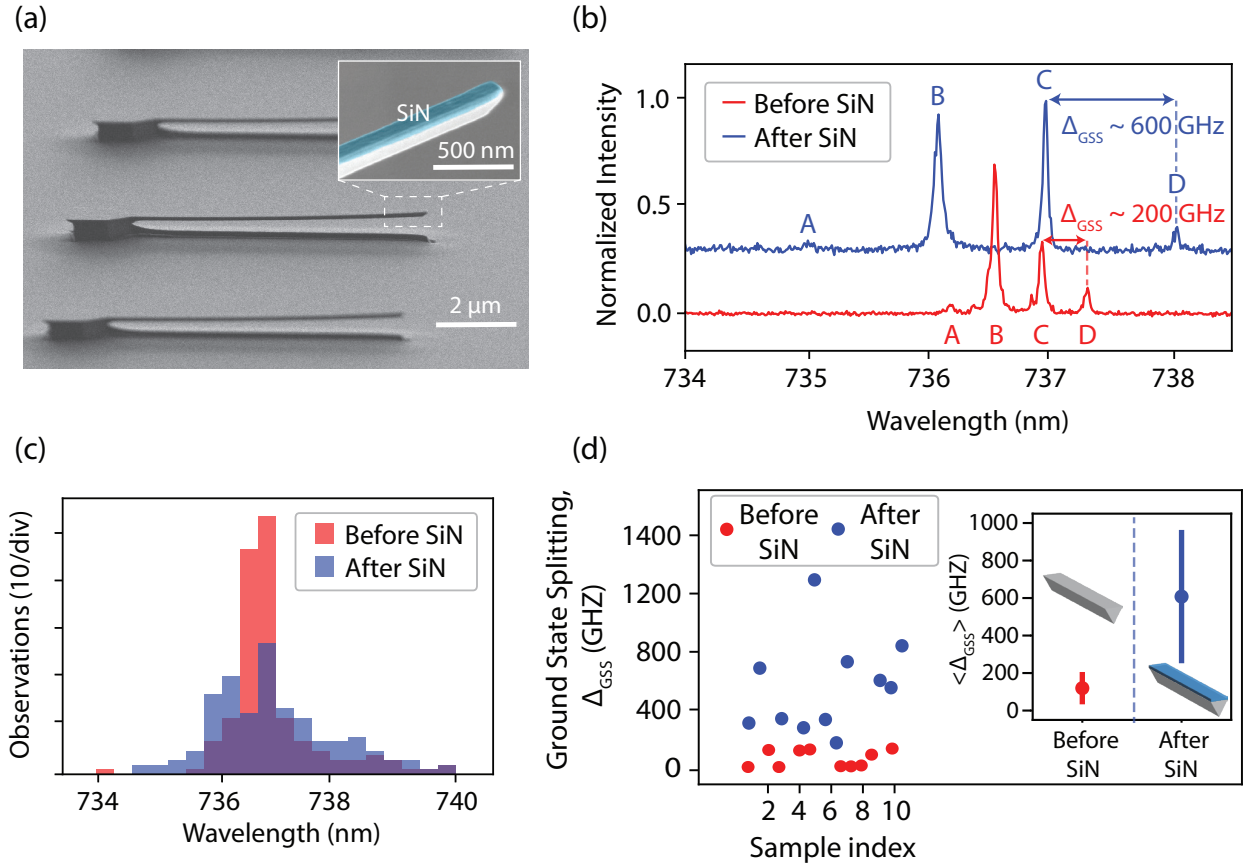 (a)
SiN
500 nm
2 μm
(b)
Normalized Intensity
1.0
0.5
0.0
Before SiN
After SiN
A
B
C
D
Δ_GSS ~ 600 GHz
Δ_GSS ~ 200 GHz
A
B
C
D
734
735
736
737
738
Wavelength (nm)
(c)
Observations (10/div)
Before SiN
After SiN
734
736
738
740
Wavelength (nm)
(d)
Ground State Splitting,
Δ_GSS (GHZ)
1400
1200
800
400
200
0
Before
SiN
After
SiN
2
4
6
8
10
Sample index
<Δ_GSS> (GHZ)
1000
800
600
400
200
0
Before
SiN
After
SiN